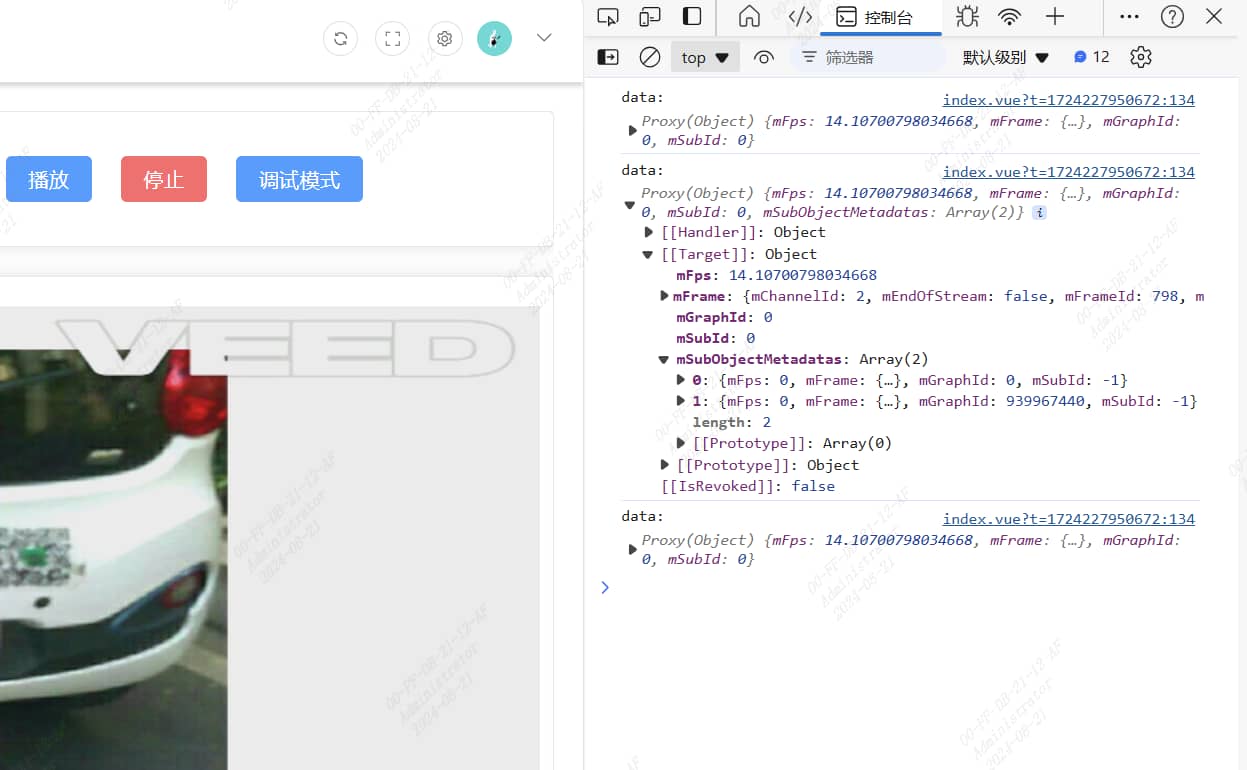 控制台
top
筛选器
默认级别
12
播放
停止
调试模式
VEED
data:
index.vue?t=1724227950672:134
Proxy(Object) {mFps: 14.10700798034668, mFrame: {…}, mGraphId:
0, mSubId: 0}
data:
index.vue?t=1724227950672:134
Proxy(Object) {mFps: 14.10700798034668, mFrame: {…}, mGraphId:
0, mSubId: 0, mSubObjectMetadatas: Array(2)} i
[[Handler]]: Object
[[Target]]: Object
mFps: 14.10700798034668
mFrame: {mChannelId: 2, mEndOfStream: false, mFrameId: 798, m
mGraphId: 0
mSubId: 0
mSubObjectMetadatas: Array(2)
0: {mFps: 0, mFrame: {…}, mGraphId: 0, mSubId: -1}
1: {mFps: 0, mFrame: {…}, mGraphId: 939967440, mSubId: -1}
length: 2
[[Prototype]]: Array(0)
[[Prototype]]: Object
[[IsRevoked]]: false
data:
index.vue?t=1724227950672:134
Proxy(Object) {mFps: 14.10700798034668, mFrame: {…}, mGraphId:
0, mSubId: 0}
00-FF-08-21-12-AF
Administrator
2024-08-21